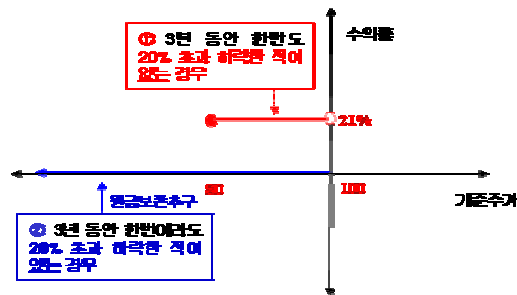 ① 3년 동안 한번도
20% 초과 하락한 적이
없는 경우
수익률
21%
80
100
기준주가
원금보존추구
② 3년 동안 한번이라도
20% 초과 하락한 적이
있는 경우